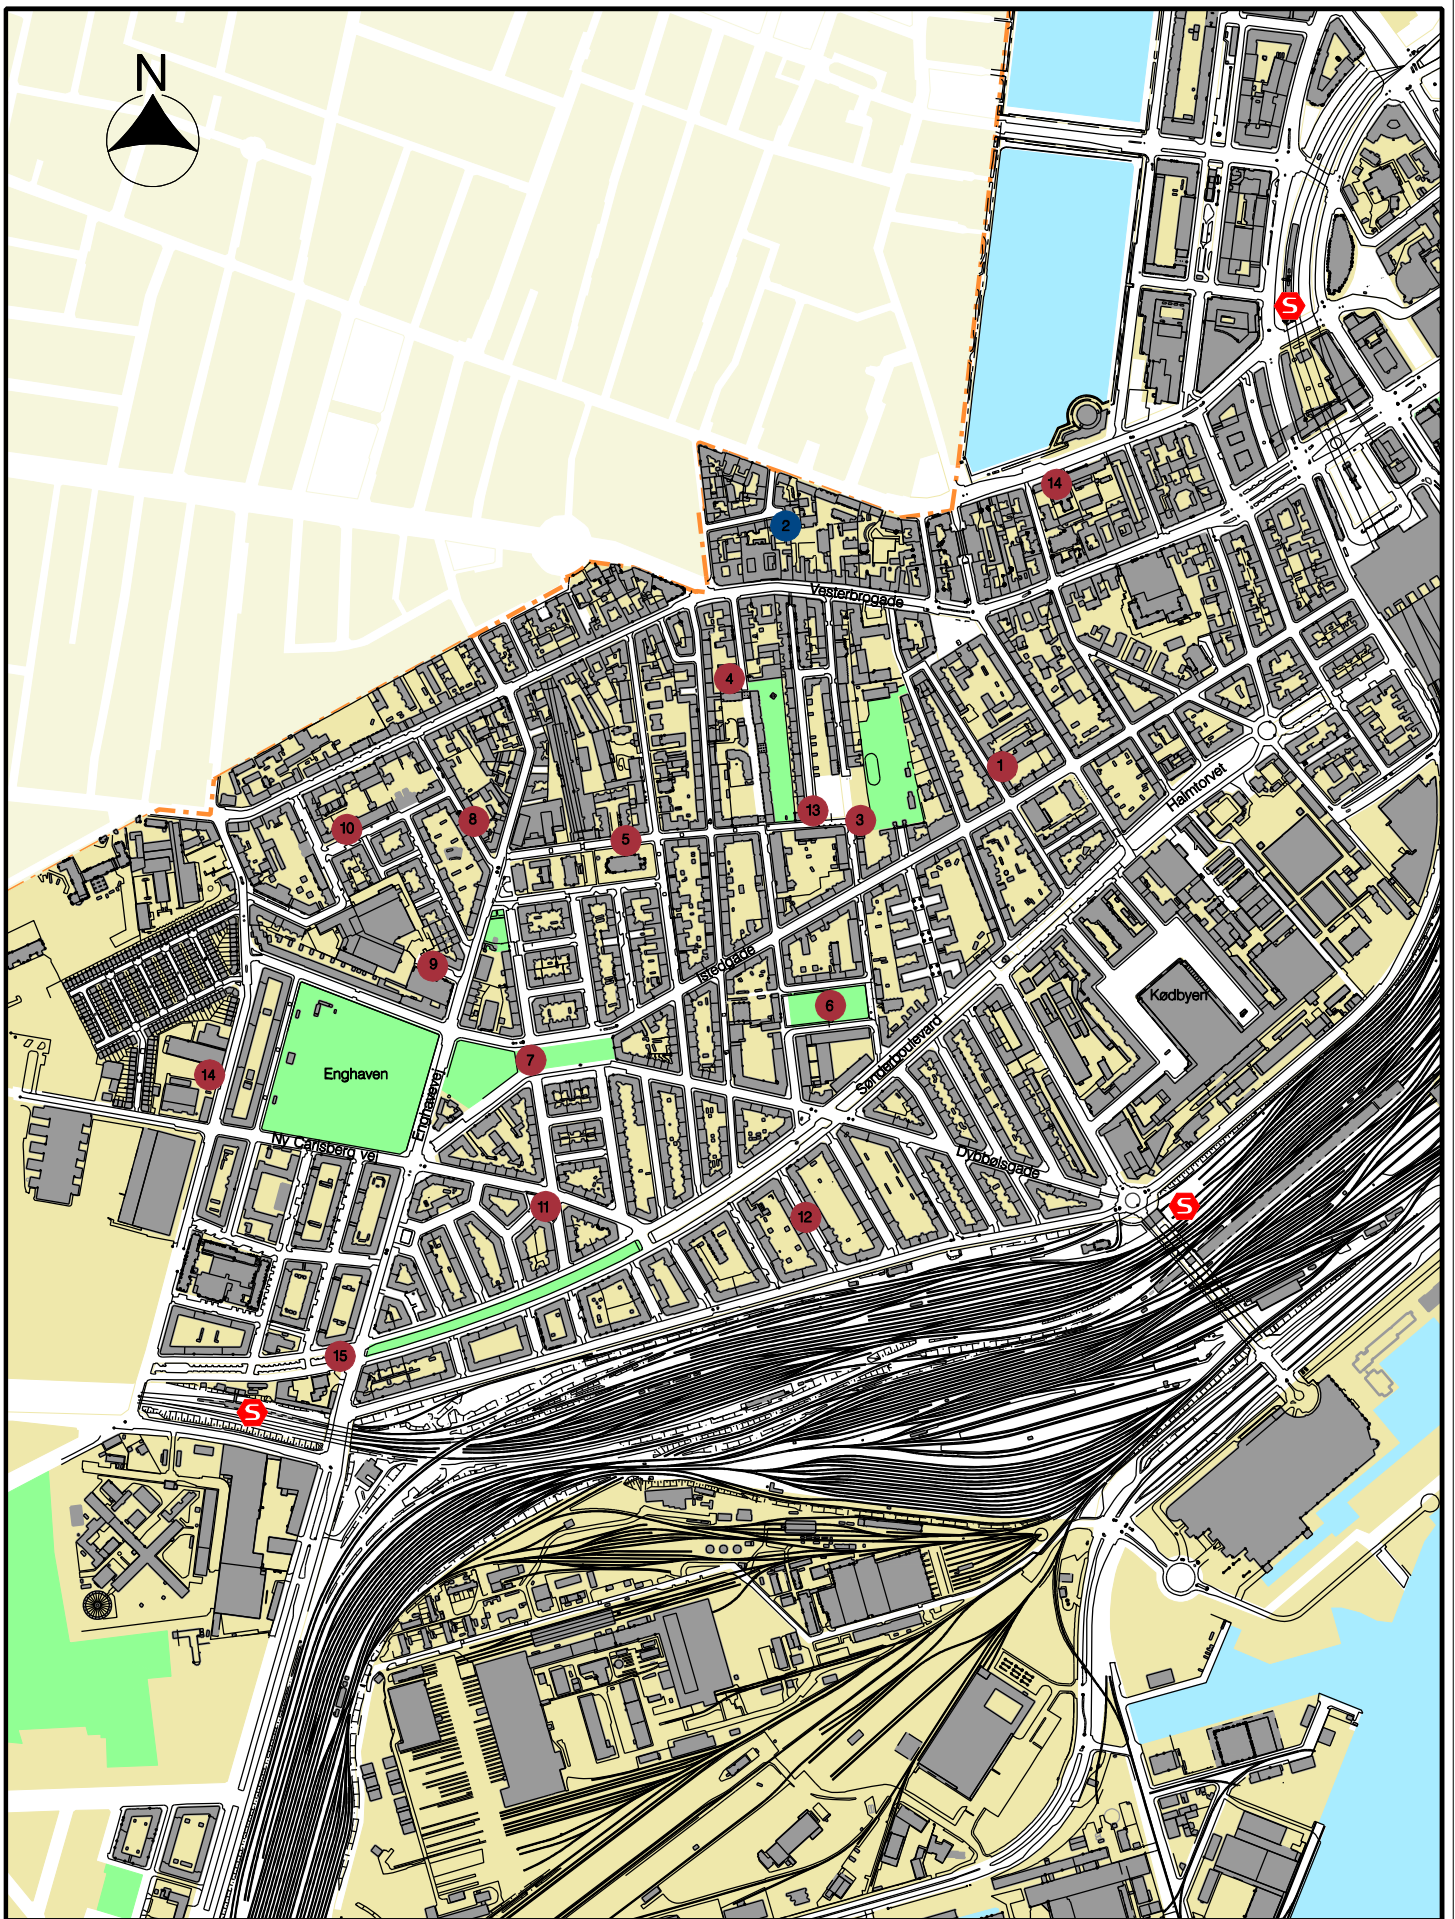 N
S
14
2
Vesterbrogade
4
1
Halmtorvet
13
3
8
10
5
9
Istedgade
Kødbyen
6
Sønderboulevard
7
14
Enghaven
Enghavevej
Ny Carlsberg vej
Dybbølsgade
S
11
12
15
S